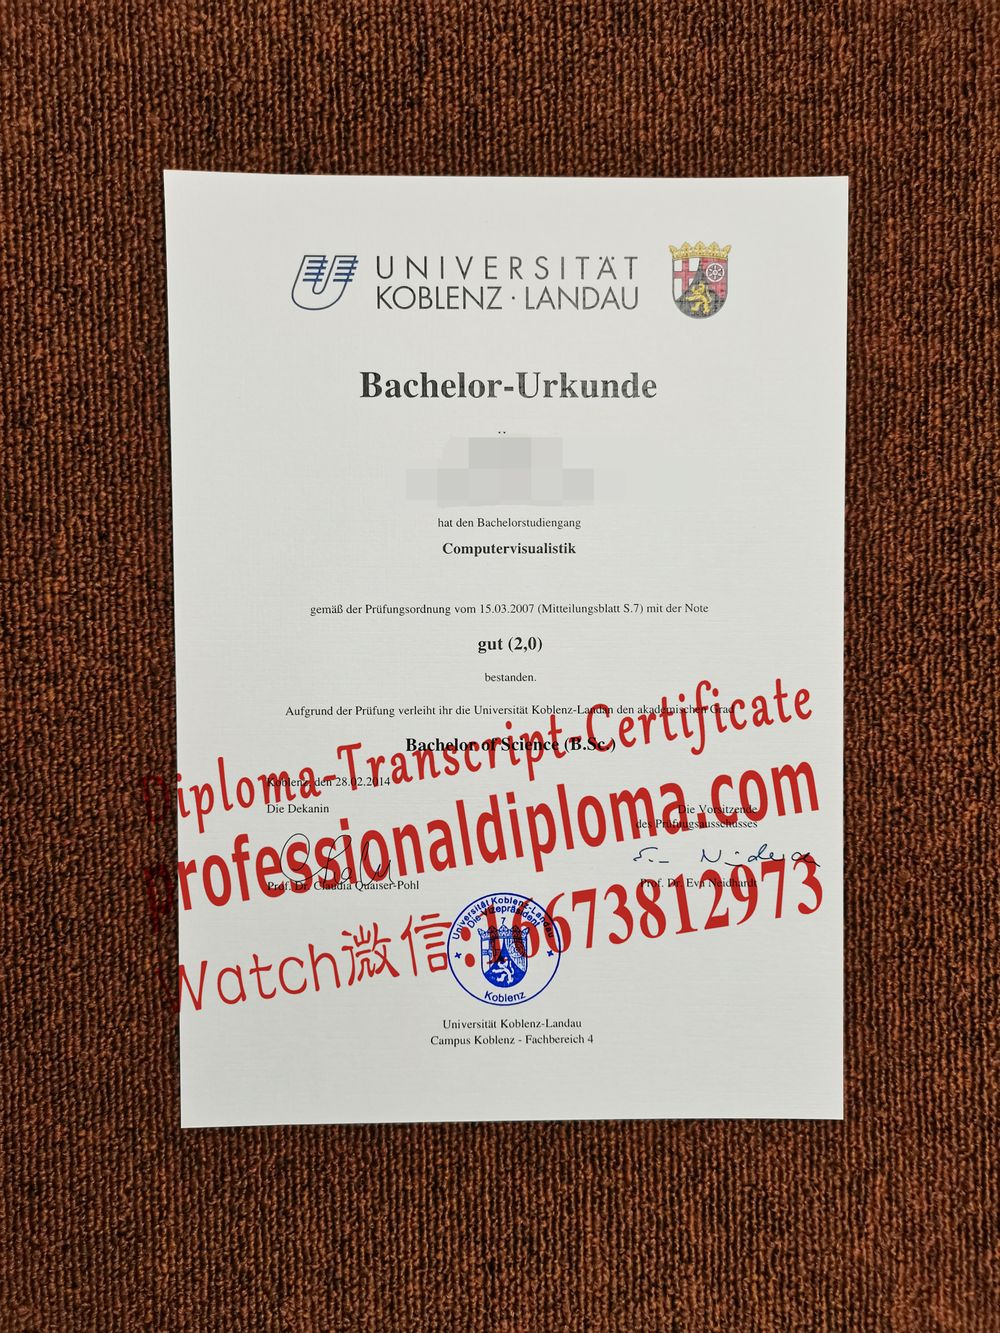 UNIVERSITÄT
KOBLENZ · LANDAU
Bachelor-Urkunde
hat den Bachelorstudiengang
Computervisualistik
gemäß der Prüfungsordnung vom 15.03.2007 (Mitteilungsblatt S.7) mit der Note
gut (2,0)
bestanden.
Aufgrund der Prüfung verleiht ihr die Universität Koblenz-Landau den akademischen Grad
Bachelor of Science (B.Sc.)
Diploma-Transcript-Certificate
Koblenz, den 28.02.2014
Die Dekanin
Die Vorsitzende
des Prüfungsausschusses
professionaldiploma.com
Prof. Dr. Claudia Quaiser-Pohl
Prof. Dr. Eva Neidhardt
Watch微信:16673812973
Universität Koblenz-Landau
Die Vizepräsident
7
Koblenz
Universität Koblenz-Landau
Campus Koblenz - Fachbereich 4